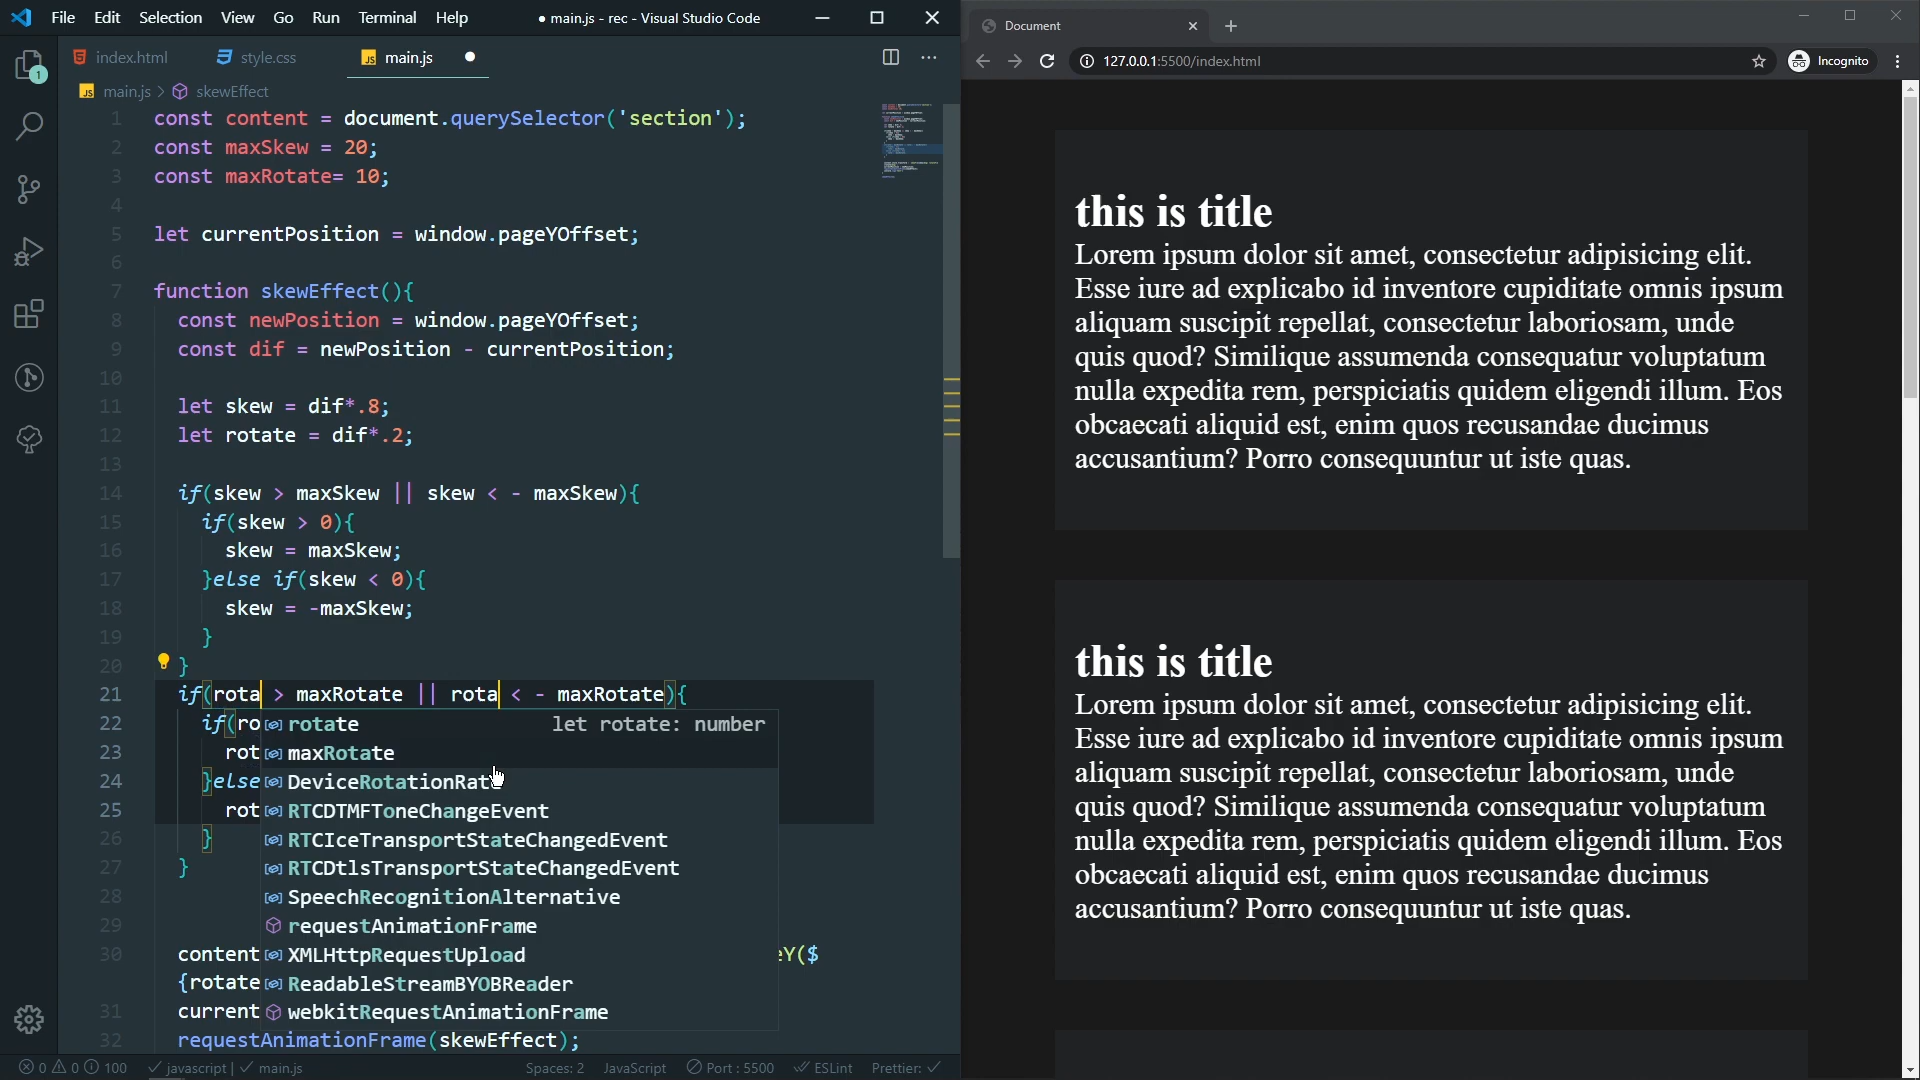 File Edit Selection View Go Run Terminal Help
● main.js - rec - Visual Studio Code
index.html style.css JS main.js
JS main.js > skewEffect
1 const content = document.querySelector('section');
2 const maxSkew = 20;
3 const maxRotate= 10;
4
5 let currentPosition = window.pageYOffset;
6
7 function skewEffect(){
8 const newPosition = window.pageYOffset;
9 const dif = newPosition - currentPosition;
10
11 let skew = dif*.8;
12 let rotate = dif*.2;
13
14 if(skew > maxSkew || skew < - maxSkew){
15 if(skew > 0){
16 skew = maxSkew;
17 }else if(skew < 0){
18 skew = -maxSkew;
19 }
20 }
21 if(rota > maxRotate || rota < - maxRotate){
22 if(ro
23 rot
24 }else
25 rot
26 }
27 }
28
29
30 content eY($
{rotate
31 current
32 requestAnimationFrame(skewEffect);
rotate let rotate: number
maxRotate
DeviceRotationRate
RTCDTMFToneChangeEvent
RTCIceTransportStateChangedEvent
RTCDtlsTransportStateChangedEvent
SpeechRecognitionAlternative
requestAnimationFrame
XMLHttpRequestUpload
ReadableStreamBYOBReader
webkitRequestAnimationFrame
1
0 0 100 javascript | main.js Spaces: 2 JavaScript Port : 5500 ESLint Prettier:
Document
127.0.0.1:5500/index.html
Incognito
this is title
Lorem ipsum dolor sit amet, consectetur adipisicing elit.
Esse iure ad explicabo id inventore cupiditate omnis ipsum
aliquam suscipit repellat, consectetur laboriosam, unde
quis quod? Similique assumenda consequatur voluptatum
nulla expedita rem, perspiciatis quidem eligendi illum. Eos
obcaecati aliquid est, enim quos recusandae ducimus
accusantium? Porro consequuntur ut iste quas.
this is title
Lorem ipsum dolor sit amet, consectetur adipisicing elit.
Esse iure ad explicabo id inventore cupiditate omnis ipsum
aliquam suscipit repellat, consectetur laboriosam, unde
quis quod? Similique assumenda consequatur voluptatum
nulla expedita rem, perspiciatis quidem eligendi illum. Eos
obcaecati aliquid est, enim quos recusandae ducimus
accusantium? Porro consequuntur ut iste quas.